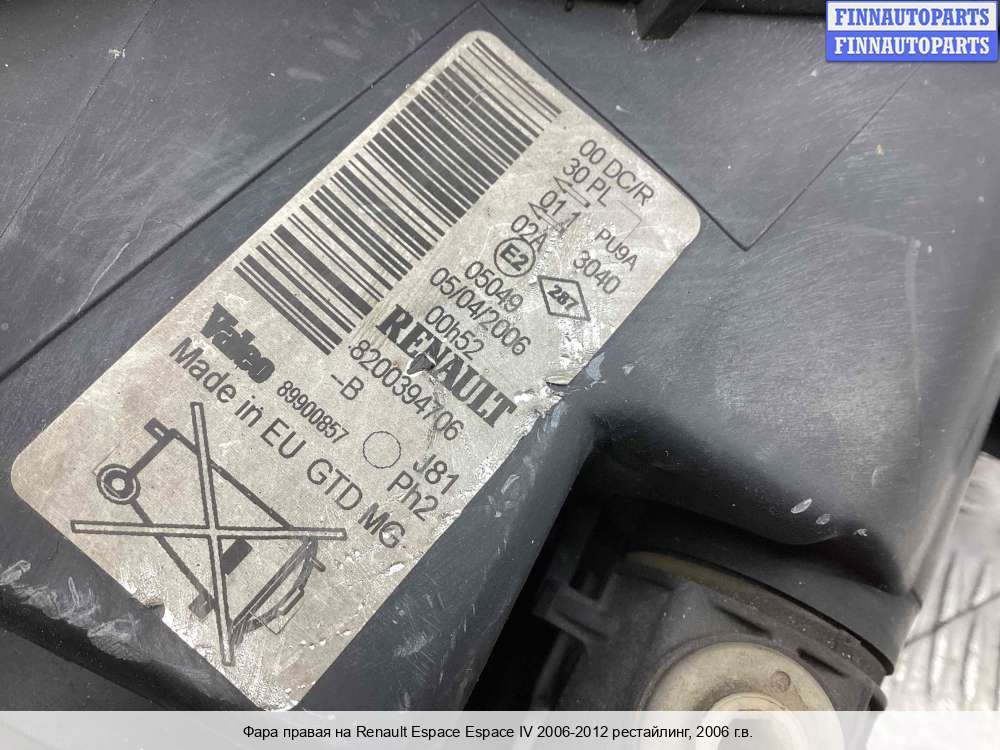 FINNAUTOPARTS
FINNAUTOPARTS
00 DC/R
30 PL
01 1
02A
PU9A
3040
E2
287
05049
05/04/2006
00h52
RENAULT
8200394706
–B
J81
Ph2
Valeo
89900857
Made in EU GTD MG
Фара правая на Renault Espace Espace IV 2006-2012 рестайлинг, 2006 г.в.